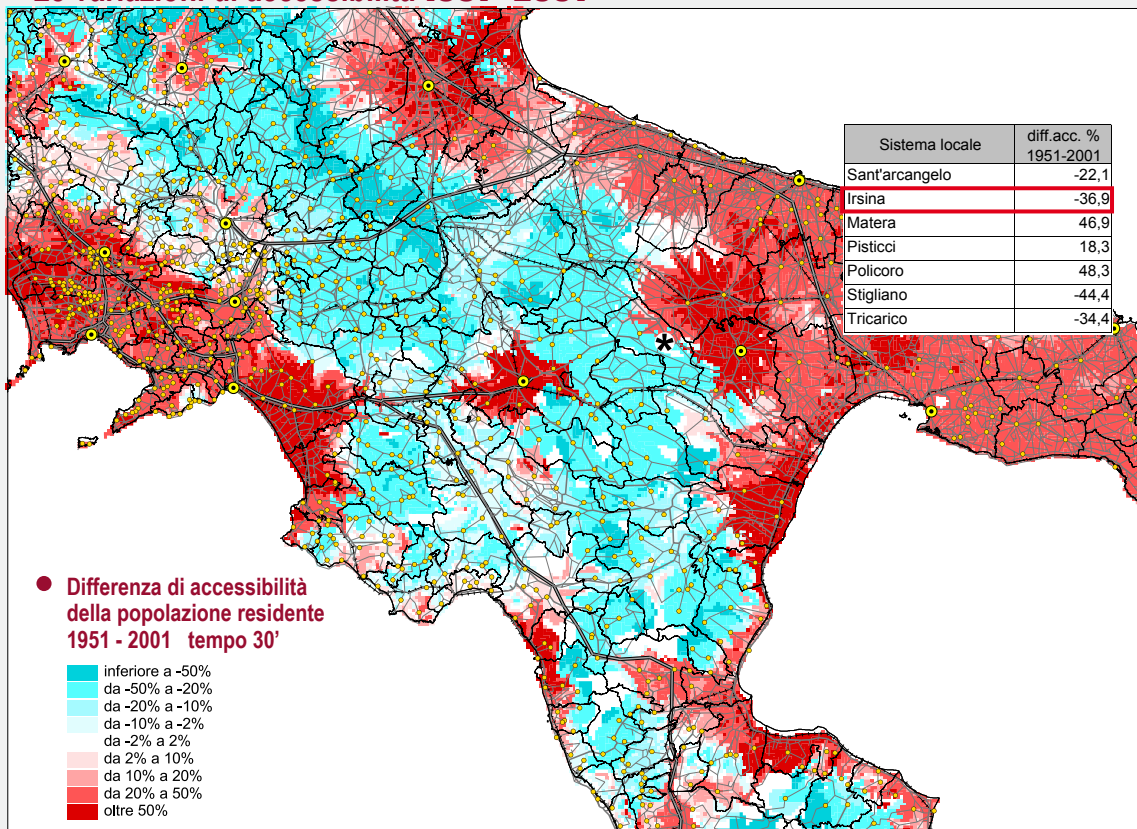 Sistema locale diff.acc. % 1951-2001
Sant'arcangelo -22,1
Irsina -36,9
Matera 46,9
Pisticci 18,3
Policoro 48,3
Stigliano -44,4
Tricarico -34,4
*
● Differenza di accessibilità
della popolazione residente
1951 - 2001 tempo 30'
inferiore a -50%
da -50% a -20%
da -20% a -10%
da -10% a -2%
da -2% a 2%
da 2% a 10%
da 10% a 20%
da 20% a 50%
oltre 50%